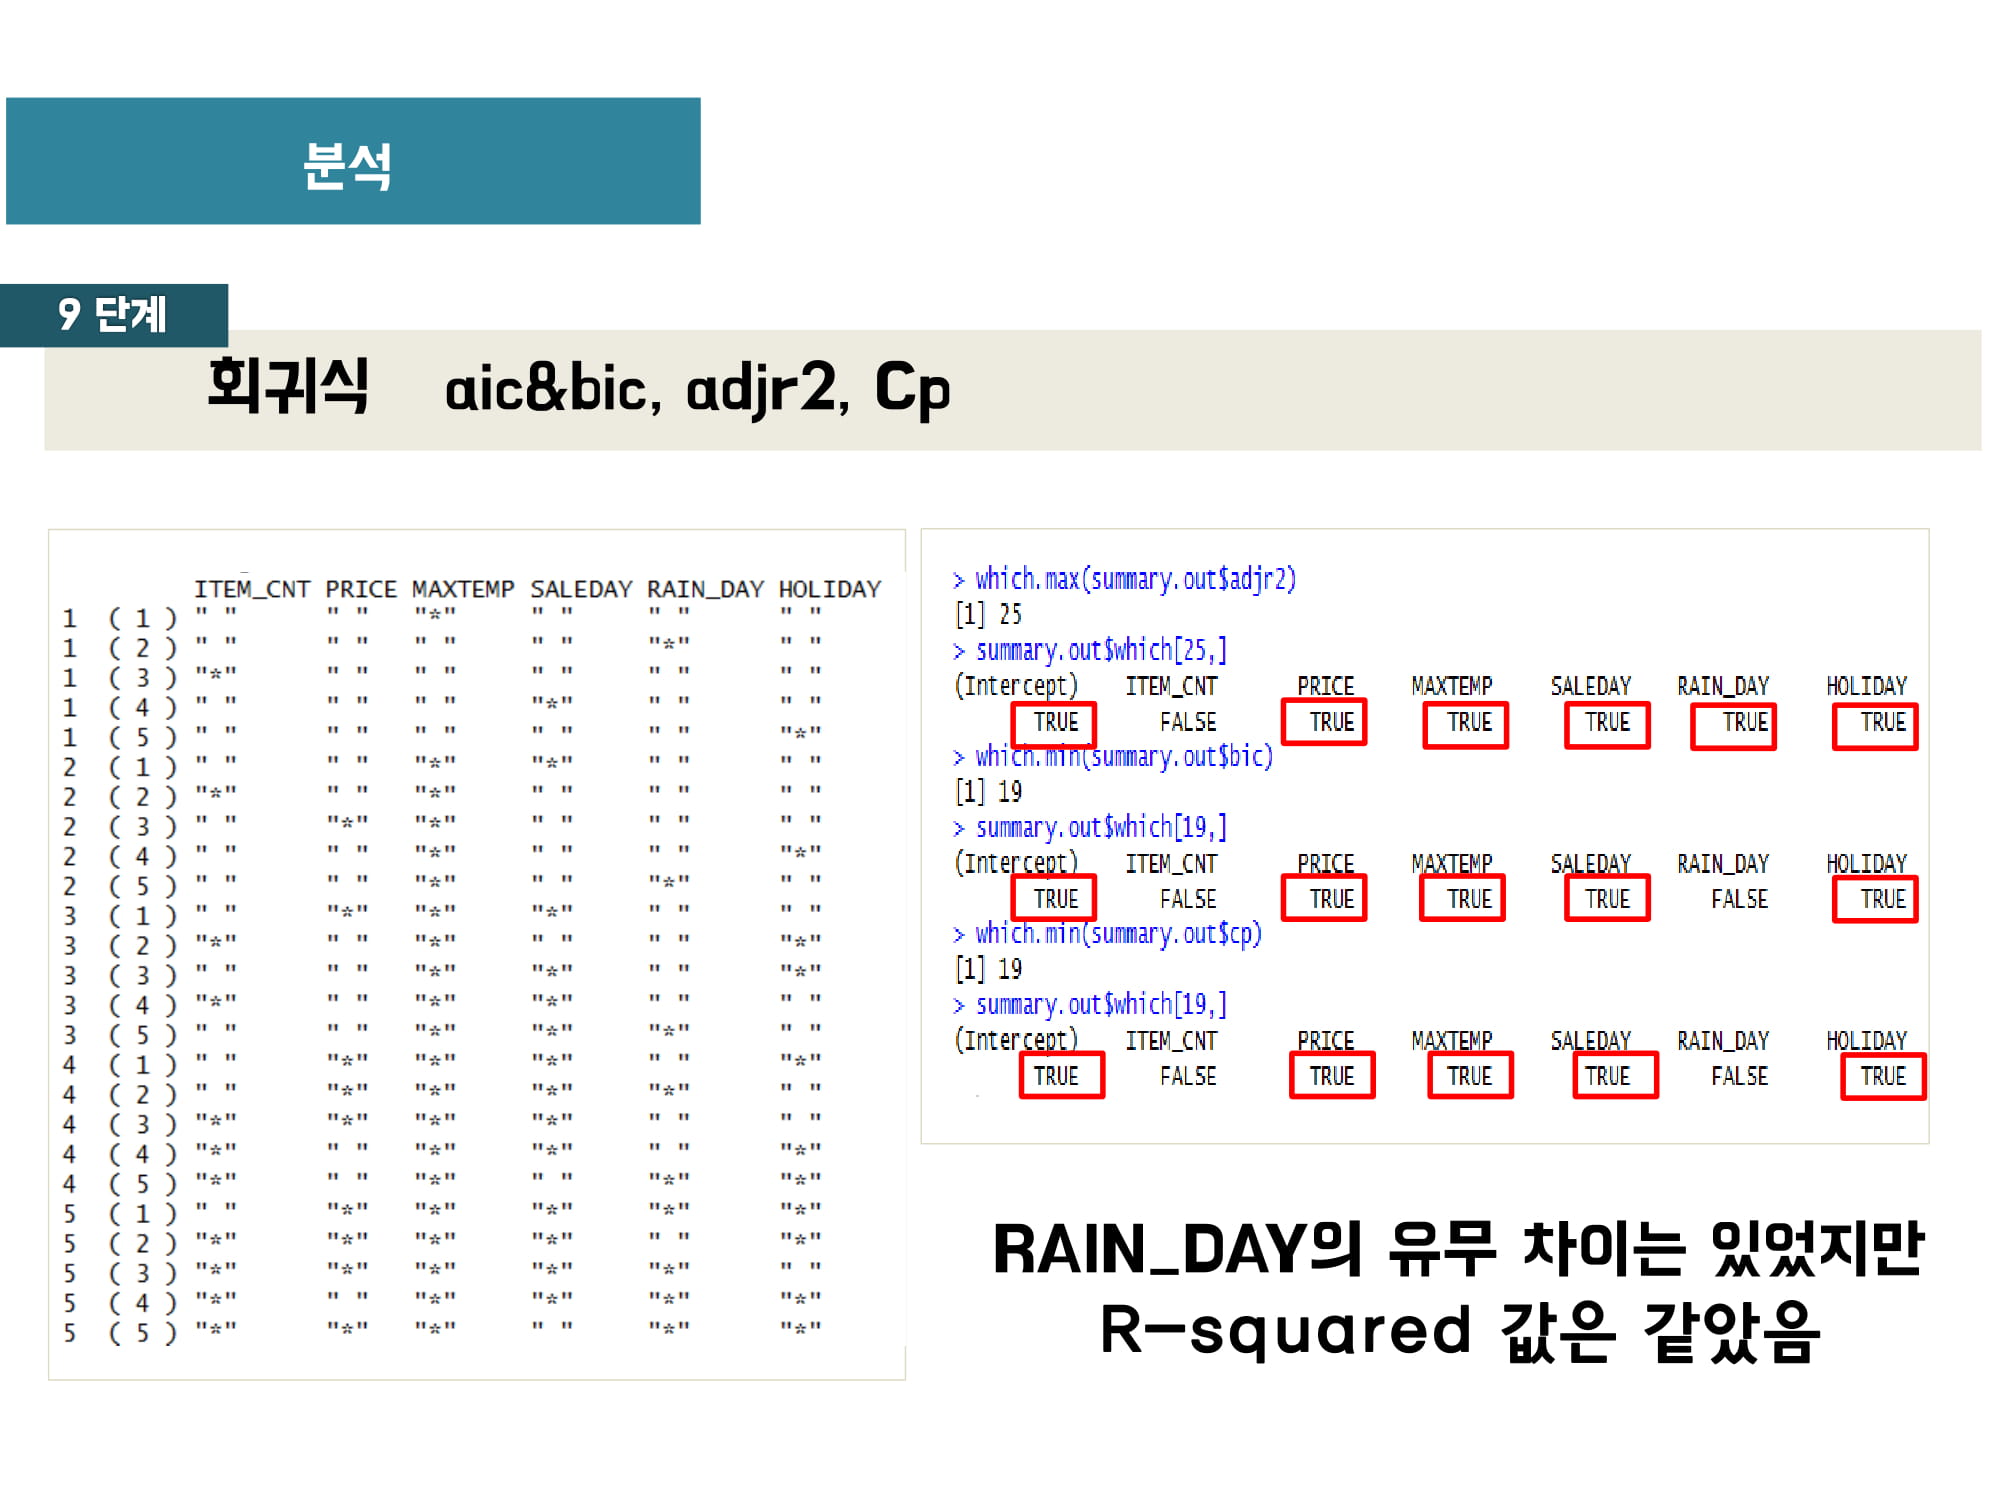 분석
9 단계
회귀식 aic&bic, adjr2, Cp
ITEM_CNT PRICE MAXTEMP SALEDAY RAIN_DAY HOLIDAY
1 ( 1 ) " " " " "*" " " " " " "
1 ( 2 ) " " " " " " " " "*" " "
1 ( 3 ) "*" " " " " " " " " " "
1 ( 4 ) " " " " " " "*" " " " "
1 ( 5 ) " " " " " " " " " " "*"
2 ( 1 ) " " " " "*" "*" " " " "
2 ( 2 ) "*" " " "*" " " " " " "
2 ( 3 ) " " "*" "*" " " " " " "
2 ( 4 ) " " " " "*" " " " " "*"
2 ( 5 ) " " " " "*" " " "*" " "
3 ( 1 ) " " "*" "*" "*" " " " "
3 ( 2 ) "*" " " "*" " " " " "*"
3 ( 3 ) " " " " "*" "*" " " "*"
3 ( 4 ) "*" " " "*" "*" " " " "
3 ( 5 ) " " " " "*" "*" "*" " "
4 ( 1 ) " " "*" "*" "*" " " "*"
4 ( 2 ) " " "*" "*" "*" "*" " "
4 ( 3 ) "*" "*" "*" "*" " " " "
4 ( 4 ) "*" " " "*" "*" " " "*"
4 ( 5 ) "*" " " "*" " " "*" "*"
5 ( 1 ) " " "*" "*" "*" "*" "*"
5 ( 2 ) "*" "*" "*" "*" " " "*"
5 ( 3 ) "*" "*" "*" "*" "*" " "
5 ( 4 ) "*" " " "*" "*" "*" "*"
5 ( 5 ) "*" "*" "*" " " "*" "*"
> which.max(summary.out$adjr2)
[1] 25
> summary.out$which[25,]
(Intercept) ITEM_CNT PRICE MAXTEMP SALEDAY RAIN_DAY HOLIDAY
TRUE FALSE TRUE TRUE TRUE TRUE TRUE
> which.min(summary.out$bic)
[1] 19
> summary.out$which[19,]
(Intercept) ITEM_CNT PRICE MAXTEMP SALEDAY RAIN_DAY HOLIDAY
TRUE FALSE TRUE TRUE TRUE FALSE TRUE
> which.min(summary.out$cp)
[1] 19
> summary.out$which[19,]
(Intercept) ITEM_CNT PRICE MAXTEMP SALEDAY RAIN_DAY HOLIDAY
TRUE FALSE TRUE TRUE TRUE FALSE TRUE
RAIN_DAY의 유무 차이는 있었지만
R-squared 값은 같았음